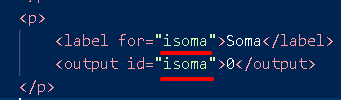 <p>
<label for="isoma">Soma</label>
<output id="isoma">0</output>
</p>